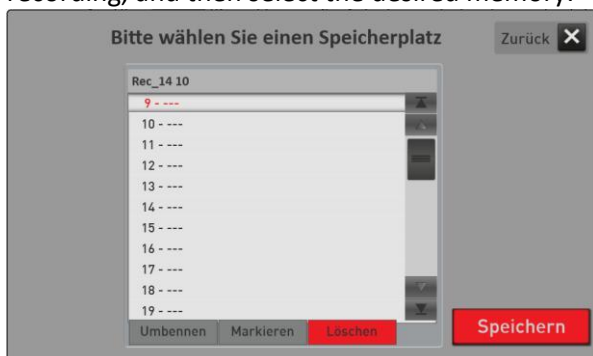 recording, and then select the desired memory.
Bitte wählen Sie einen Speicherplatz
Zurück X
Rec_14 10
9 - ---
10 - ---
11 - ---
12 - ---
13 - ---
14 - ---
15 - ---
16 - ---
17 - ---
18 - ---
19 - ---
Umbennen Markieren Löschen
Speichern